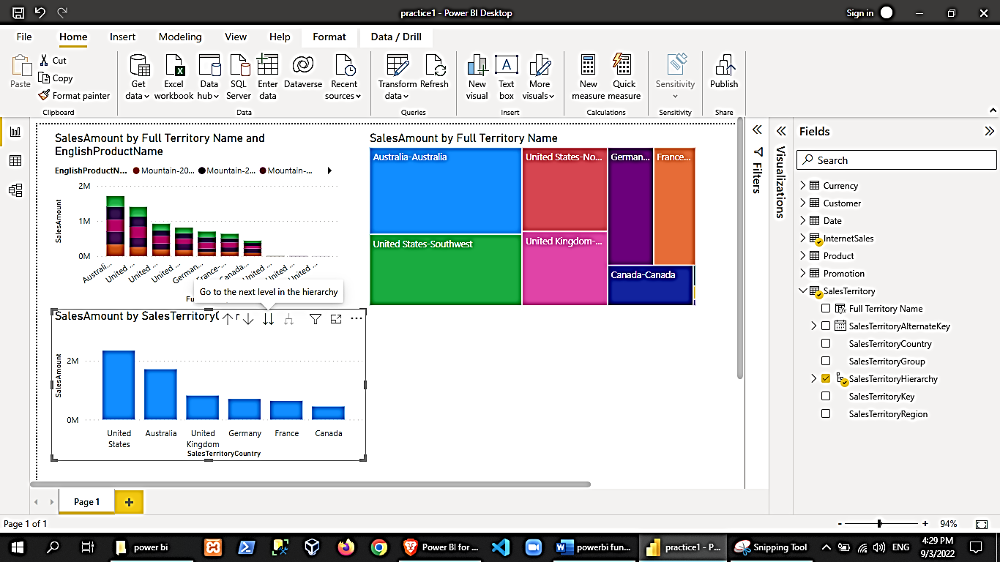 practice1 - Power BI Desktop
Sign in
File Home Insert Modeling View Help Format Data / Drill
Paste
Cut
Copy
Format painter
Clipboard
Get data
Excel workbook
Data hub
SQL Server
Enter data
Dataverse
Recent sources
Data
Transform data
Refresh
Queries
New visual
Text box
More visuals
Insert
New measure
Quick measure
Calculations
Sensitivity
Sensitivity
Publish
Share
SalesAmount by Full Territory Name and
EnglishProductName
EnglishProductN... Mountain-20... Mountain-2... Mountain-...
SalesAmount
2M
1M
0M
Australi... United ... United ... United ... German... France-... Canada... United ... United ... United ...
Fu
Go to the next level in the hierarchy
SalesAmount by Full Territory Name
Australia-Australia
United States-Southwest
United States-No...
United Kingdom-...
German...
France...
Canada-Canada
SalesAmount by SalesTerritoryC r
SalesAmount
2M
0M
United States
Australia
United Kingdom
Germany
France
Canada
SalesTerritoryCountry
Filters
Visualizations
Fields
Search
Currency
Customer
Date
InternetSales
Product
Promotion
SalesTerritory
Full Territory Name
SalesTerritoryAlternateKey
SalesTerritoryCountry
SalesTerritoryGroup
SalesTerritoryHierarchy
SalesTerritoryKey
SalesTerritoryRegion
Page 1
Page 1 of 1
- + 94%
power bi
Power BI for ...
powerbi fun...
practice1 - P...
Snipping Tool
ENG
4:29 PM
9/3/2022